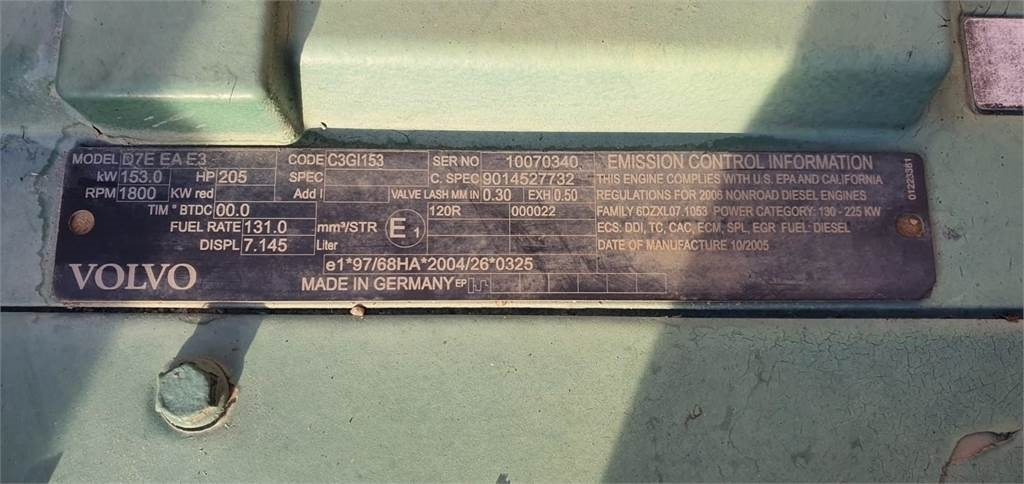 MODEL D7E EA E3 CODE C3GI153 SER NO 10070340. EMISSION CONTROL INFORMATION
kW 153.0 HP 205 SPEC C. SPEC 9014527732 THIS ENGINE COMPLIES WITH U.S. EPA AND CALIFORNIA
RPM 1800 KW red Add I VALVE LASH MM IN 0.30 EXH 0.50 REGULATIONS FOR 2006 NONROAD DIESEL ENGINES
TIM ° BTDC 00.0 120R 000022 FAMILY 6DZXL07.1053 POWER CATEGORY: 130 - 225 KW
FUEL RATE 131.0 mm³/STR E 1 ECS: DDI, TC, CAC, ECM, SPL, EGR FUEL: DIESEL
DISPL 7.145 Liter DATE OF MANUFACTURE 10/2005
e1*97/68HA*2004/26*0325
VOLVO MADE IN GERMANY EP
01223381